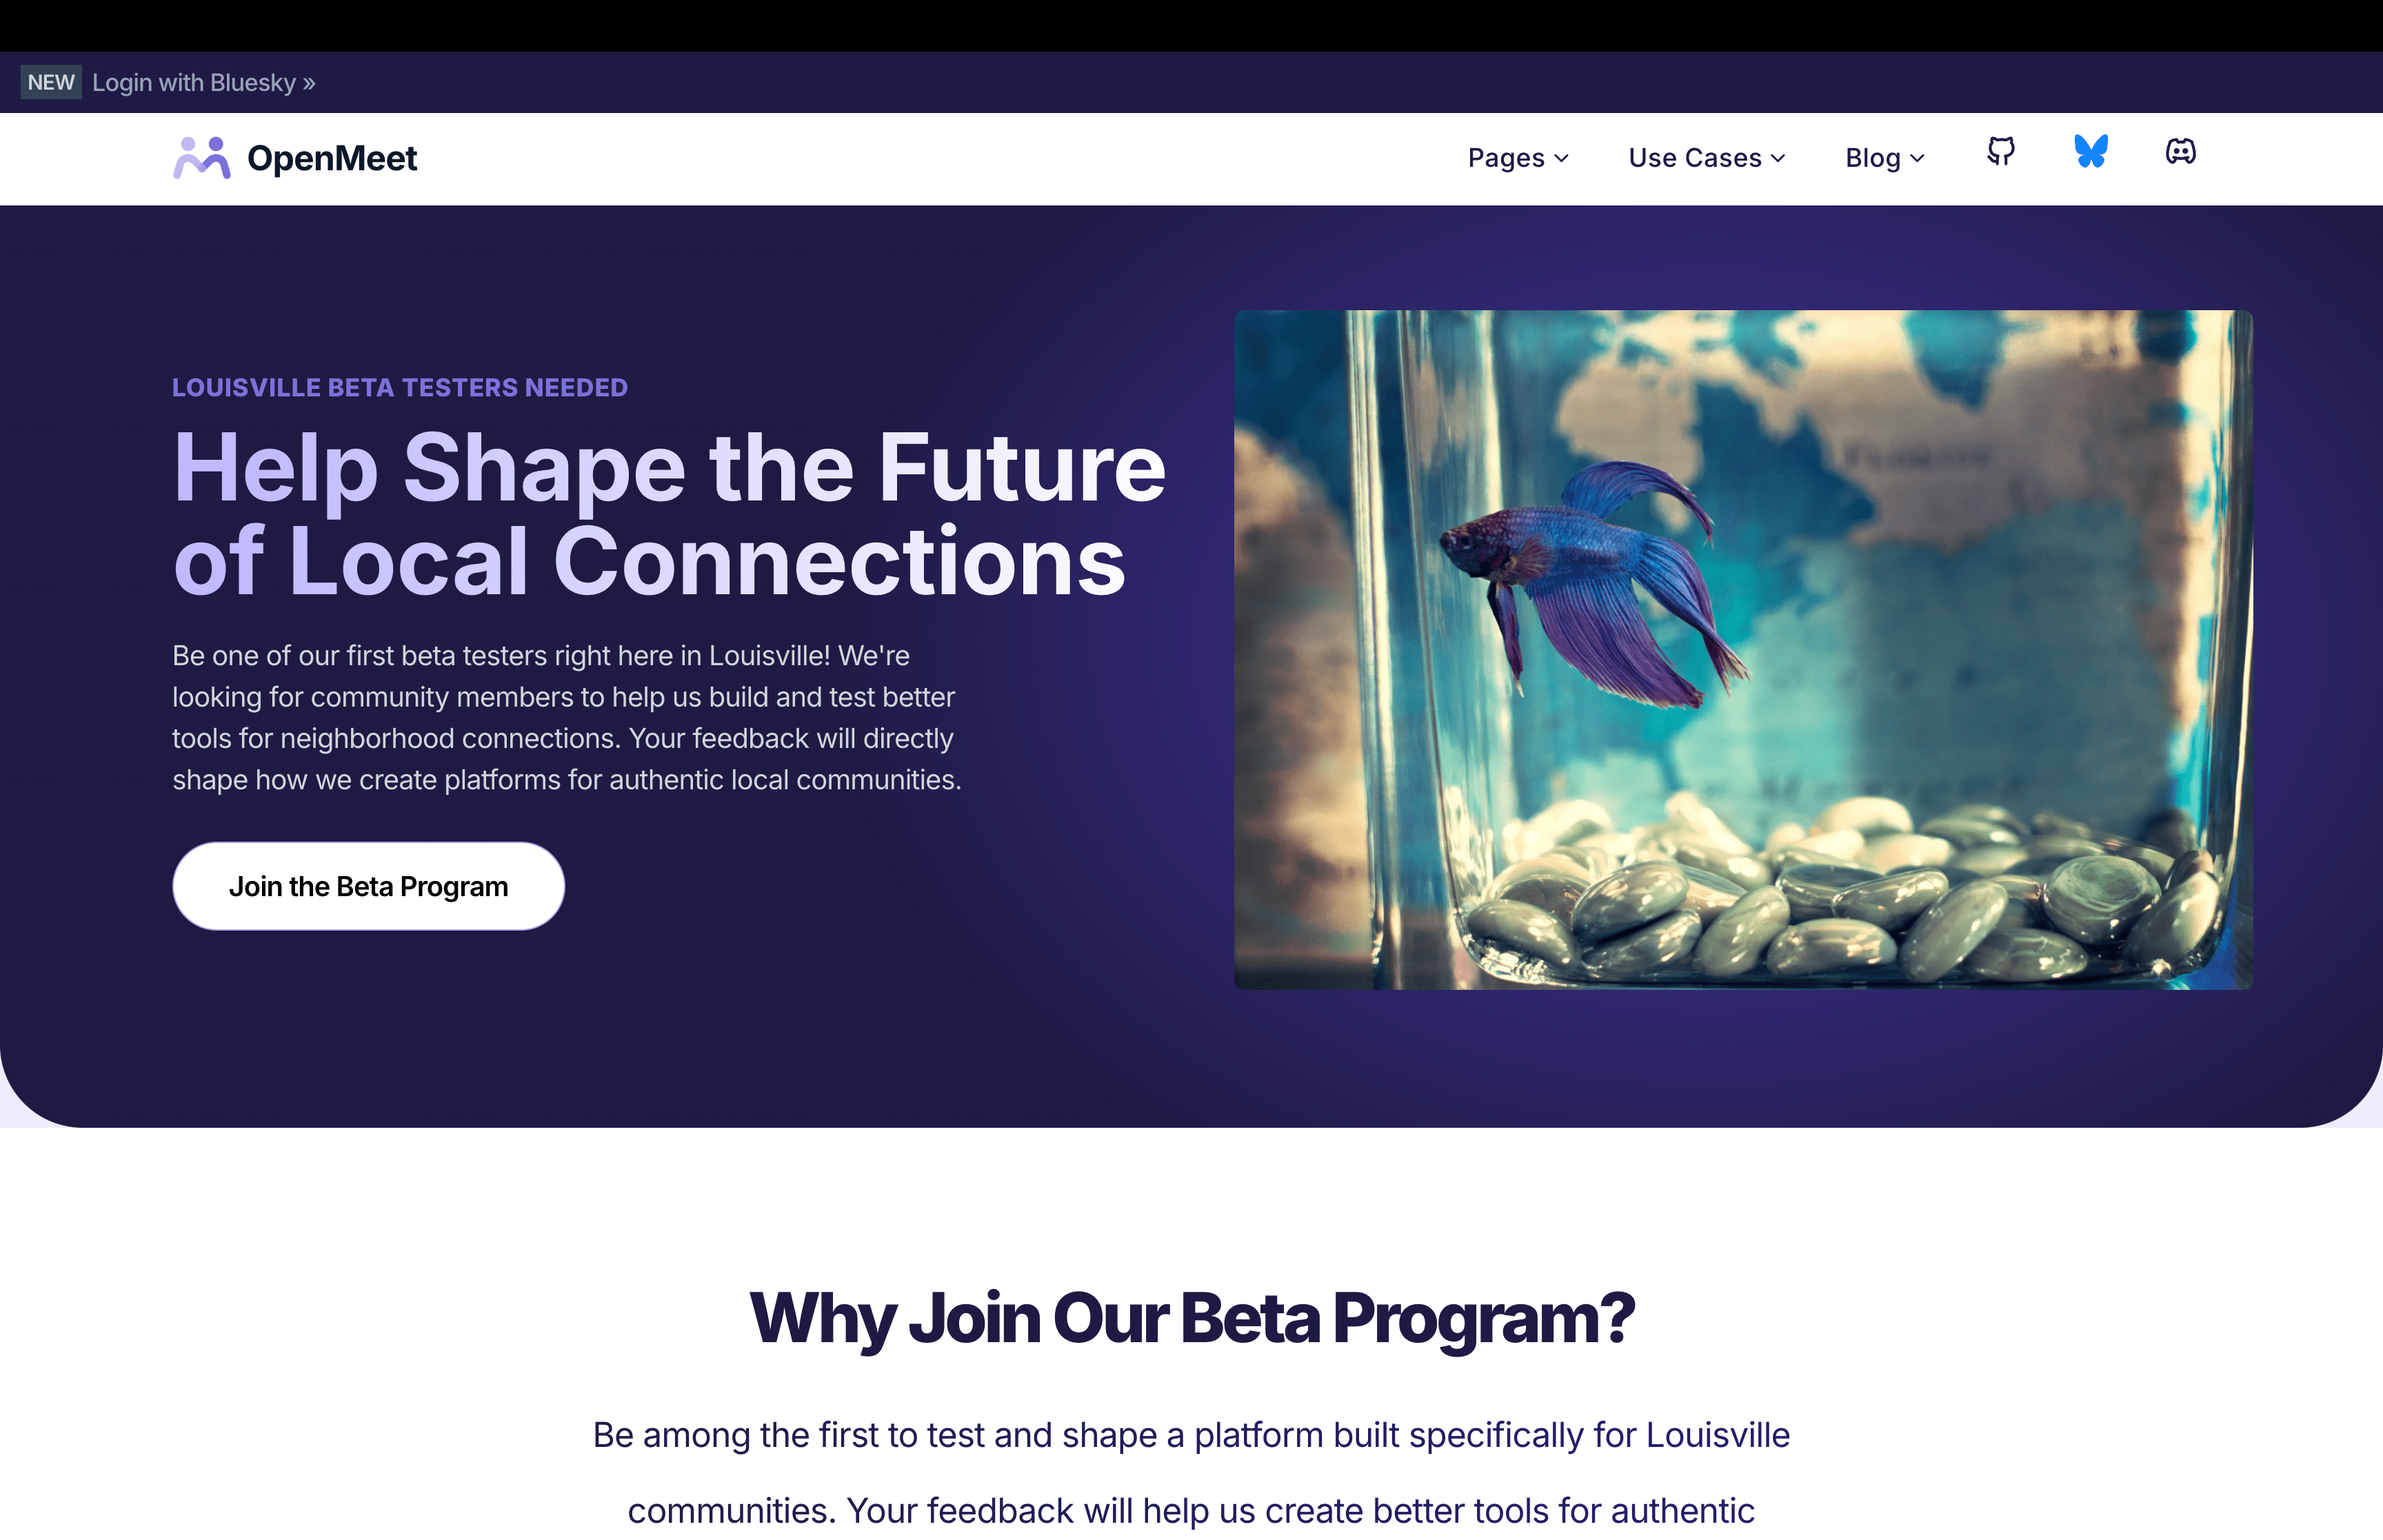 NEW Login with Bluesky »
OpenMeet
Pages
Use Cases
Blog
LOUISVILLE BETA TESTERS NEEDED
Help Shape the Future
of Local Connections
Be one of our first beta testers right here in Louisville! We're
looking for community members to help us build and test better
tools for neighborhood connections. Your feedback will directly
shape how we create platforms for authentic local communities.
Join the Beta Program
Why Join Our Beta Program?
Be among the first to test and shape a platform built specifically for Louisville
communities. Your feedback will help us create better tools for authentic